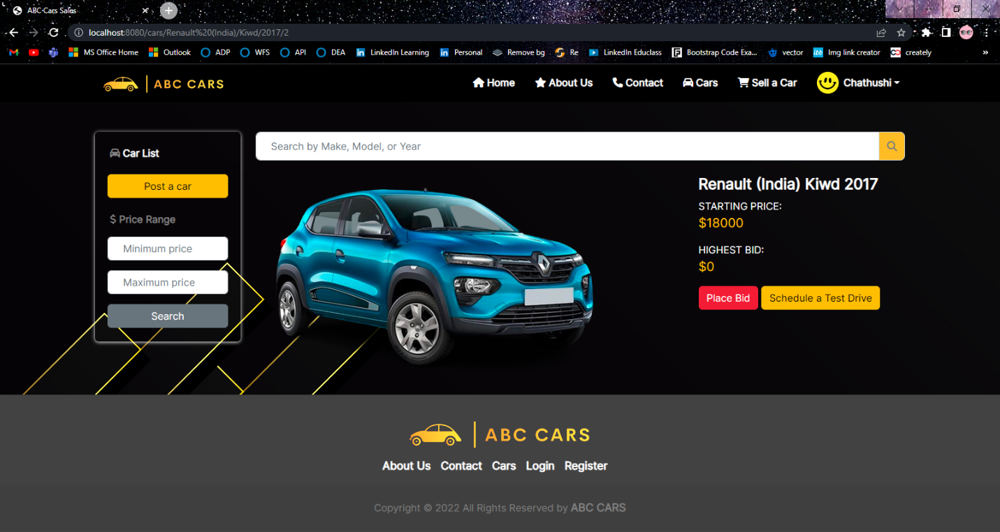 ABC-Cars Sales
localhost:8080/cars/Renault%20(India)/Kiwd/2017/2
MS Office Home Outlook ADP WFS API DEA LinkedIn Learning Personal Remove bg Re LinkedIn Educlass Bootstrap Code Exa... vector Img link creator creately »
ABC CARS Home About Us Contact Cars Sell a Car Chathushi
Car List
Search by Make, Model, or Year
Post a car
$ Price Range
Minimum price
Maximum price
Search
Renault (India) Kiwd 2017
STARTING PRICE:
$18000
HIGHEST BID:
$0
Place Bid Schedule a Test Drive
ABC CARS
About Us Contact Cars Login Register
Copyright © 2022 All Rights Reserved by ABC CARS